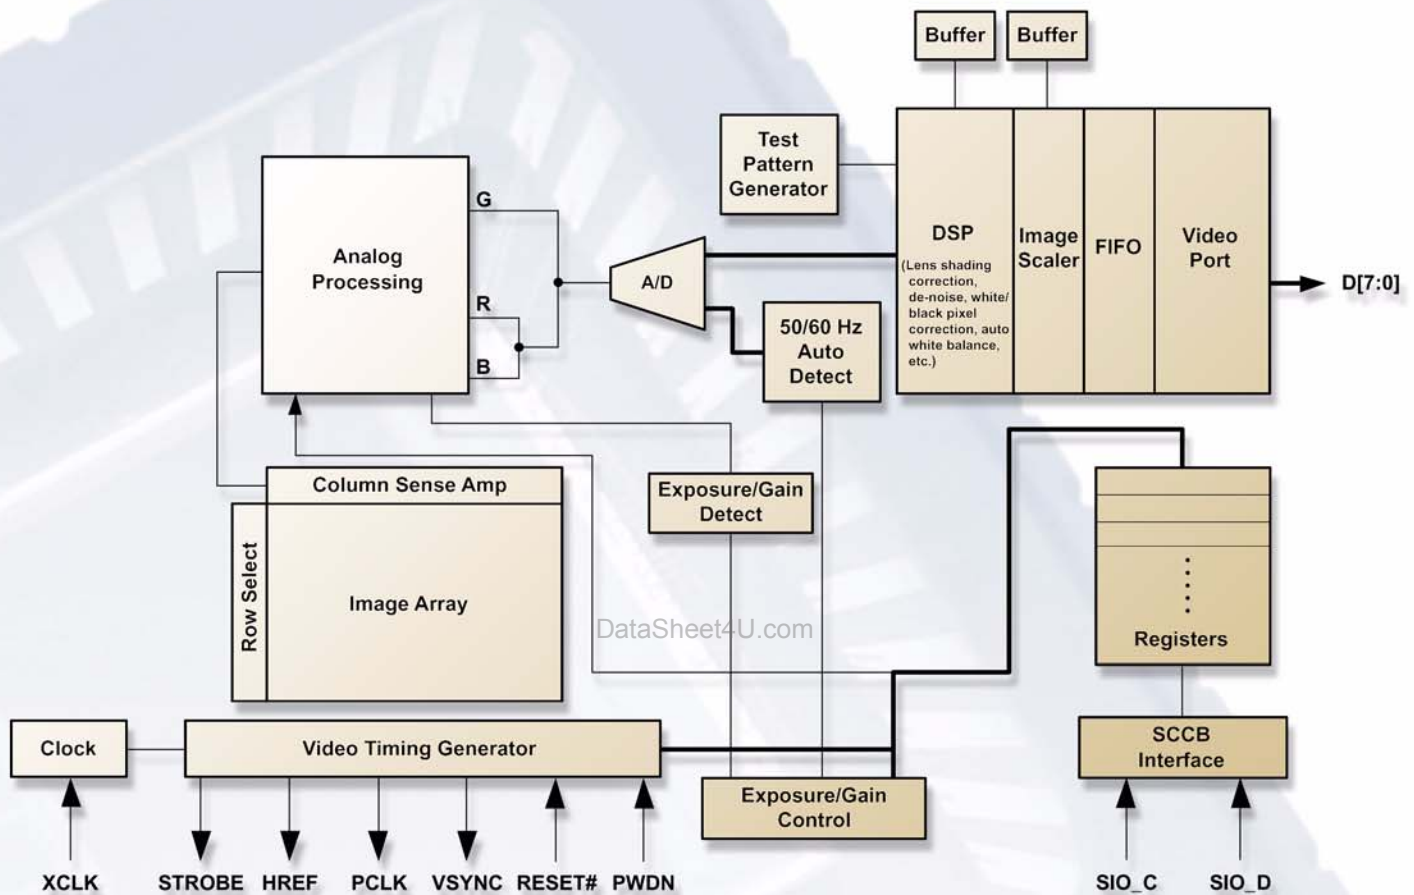 Buffer
Buffer
Test
Pattern
Generator
DSP
(Lens shading
correction,
de-noise, white/
black pixel
correction, auto
white balance,
etc.)
Image
Scaler
FIFO
Video
Port
D[7:0]
Analog
Processing
G
R
B
A/D
50/60 Hz
Auto
Detect
Column Sense Amp
Row Select
Image Array
Exposure/Gain
Detect
DataSheet4U.com
Registers
Clock
Video Timing Generator
Exposure/Gain
Control
SCCB
Interface
XCLK
STROBE
HREF
PCLK
VSYNC
RESET#
PWDN
SIO_C
SIO_D